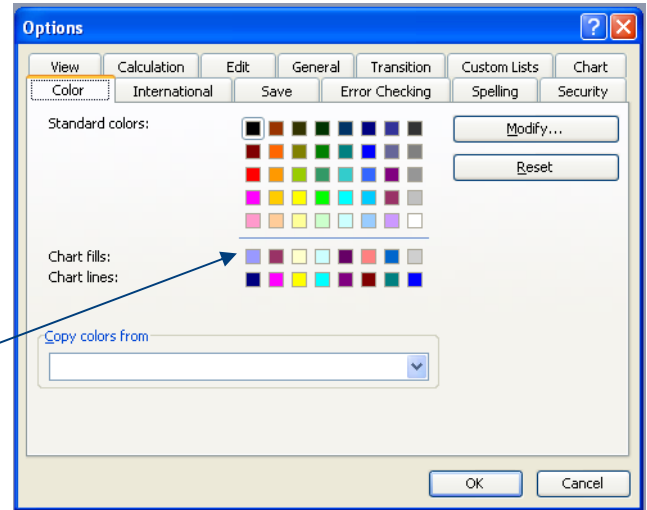 Options
View Calculation Edit General Transition Custom Lists Chart
Color International Save Error Checking Spelling Security
Standard colors:
Modify...
Reset
Chart fills:
Chart lines:
Copy colors from
OK Cancel